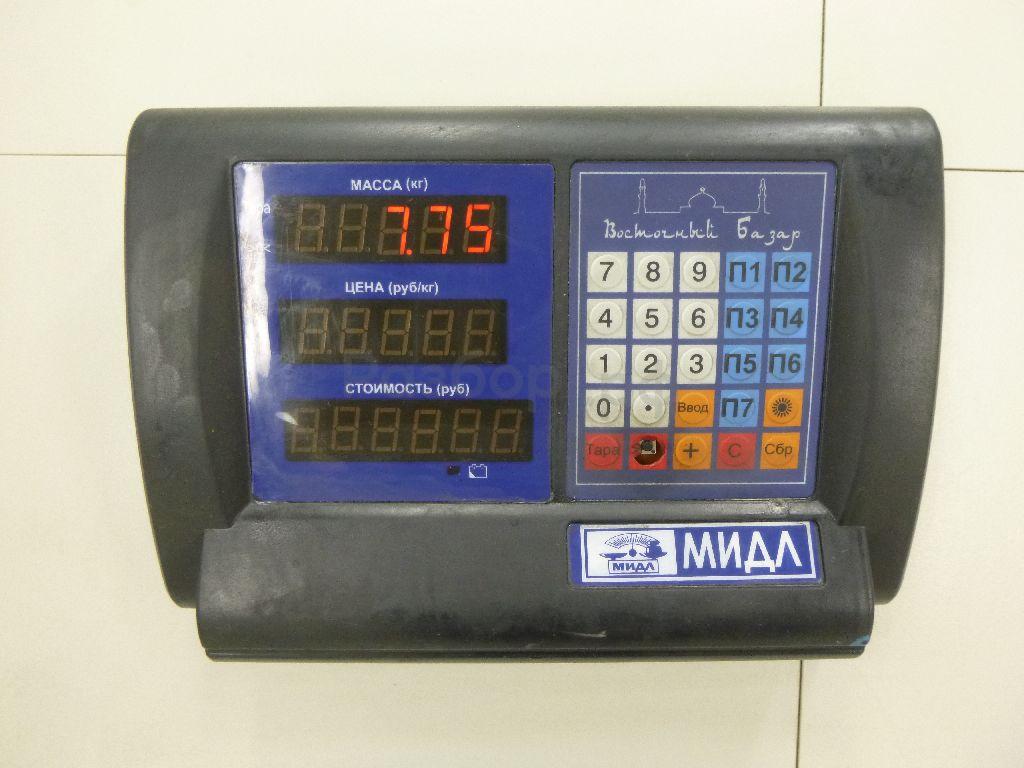 МАССА (кг)
7.75
ЦЕНА (руб/кг)
СТОИМОСТЬ (руб)
Восточный Базар
7 8 9 П1 П2
4 5 6 П3 П4
1 2 3 П5 П6
0 . Ввод П7
Тара + С Сбр
МИДЛ МИДЛ